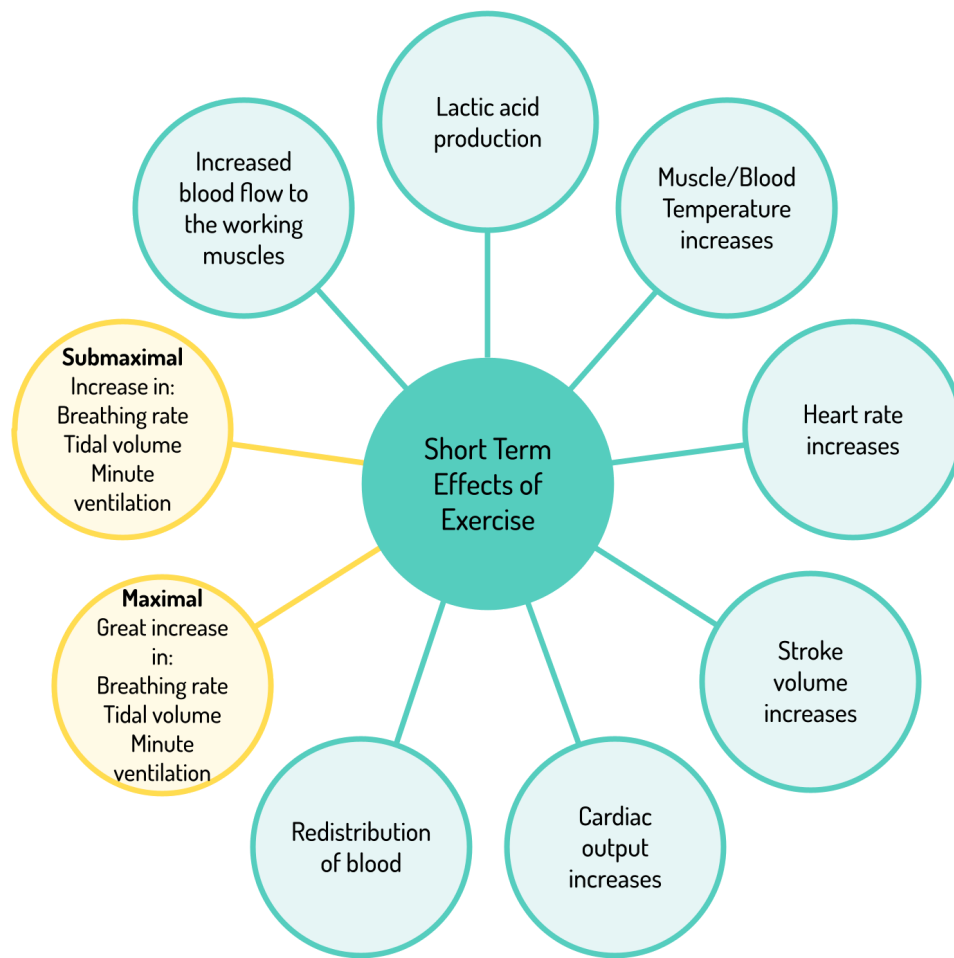 Short Term
Effects of
Exercise
Lactic acid
production
Muscle/Blood
Temperature
increases
Heart rate
increases
Stroke
volume
increases
Cardiac
output
increases
Redistribution
of blood
Maximal
Great increase
in:
Breathing rate
Tidal volume
Minute
ventilation
Submaximal
Increase in:
Breathing rate
Tidal volume
Minute
ventilation
Increased
blood flow to
the working
muscles